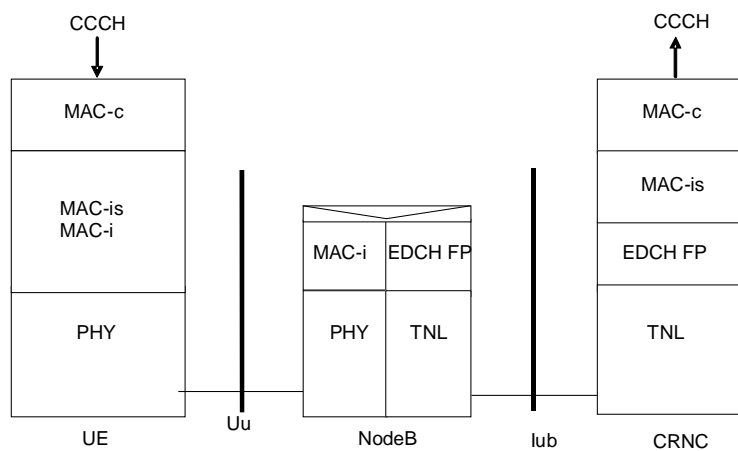 CCCH
CCCH
MAC-c
MAC-c
MAC-is
MAC-i
MAC-is
MAC-i
EDCH FP
EDCH FP
PHY
PHY
TNL
TNL
UE
Uu
NodeB
Iub
CRNC